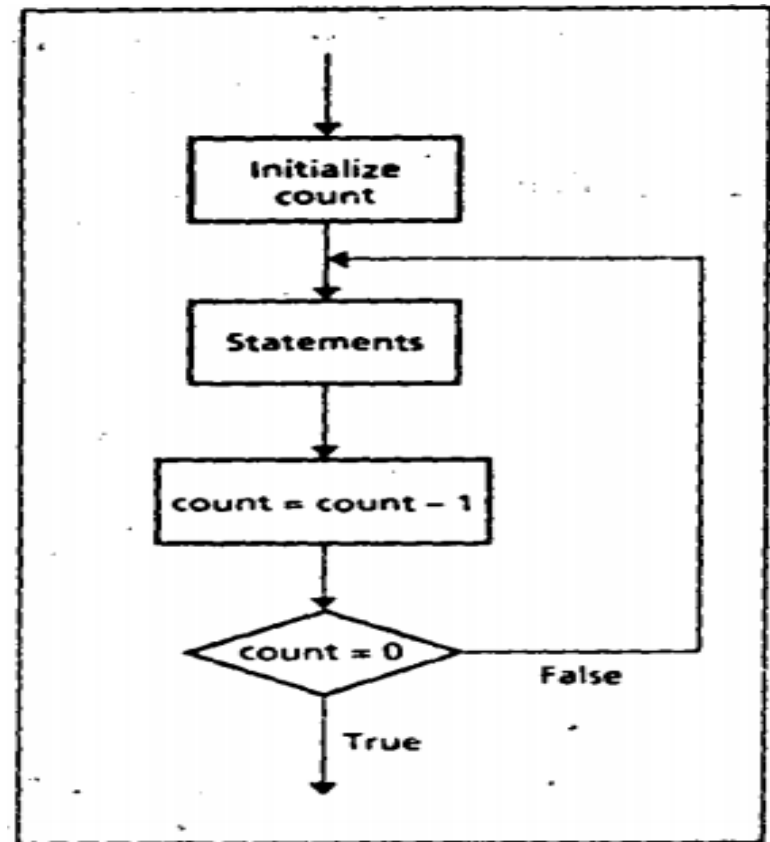 Initialize
count
Statements
count = count – 1
count = 0
False
True